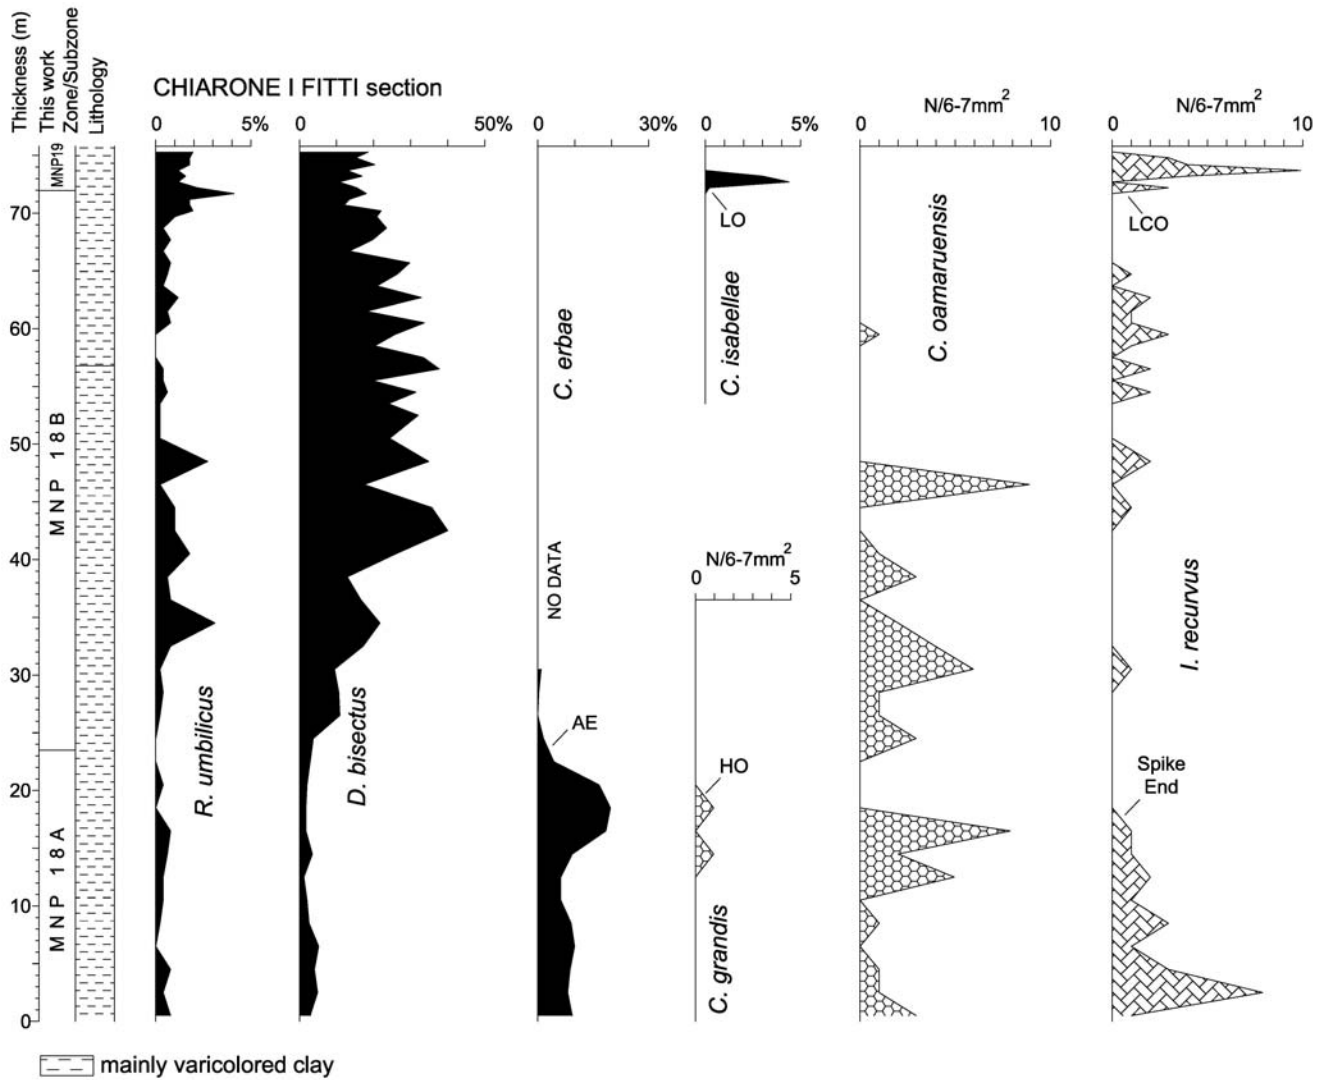 CHIARONE I FITTI section
Thickness (m)
This work
Zone/Subzone
Lithology
0 5%
0 50%
0 30%
0 5%
N/6-7mm²
0 10
N/6-7mm²
0 10
MNP19
MNP 18B
MNP 18A
70
60
50
40
30
20
10
0
R. umbilicus
D. bisectus
C. erbae
NO DATA
AE
C. isabellae
LO
N/6-7mm²
0 5
HO
C. grandis
C. oamaruensis
LCO
I. recurvus
Spike
End
mainly varicolored clay